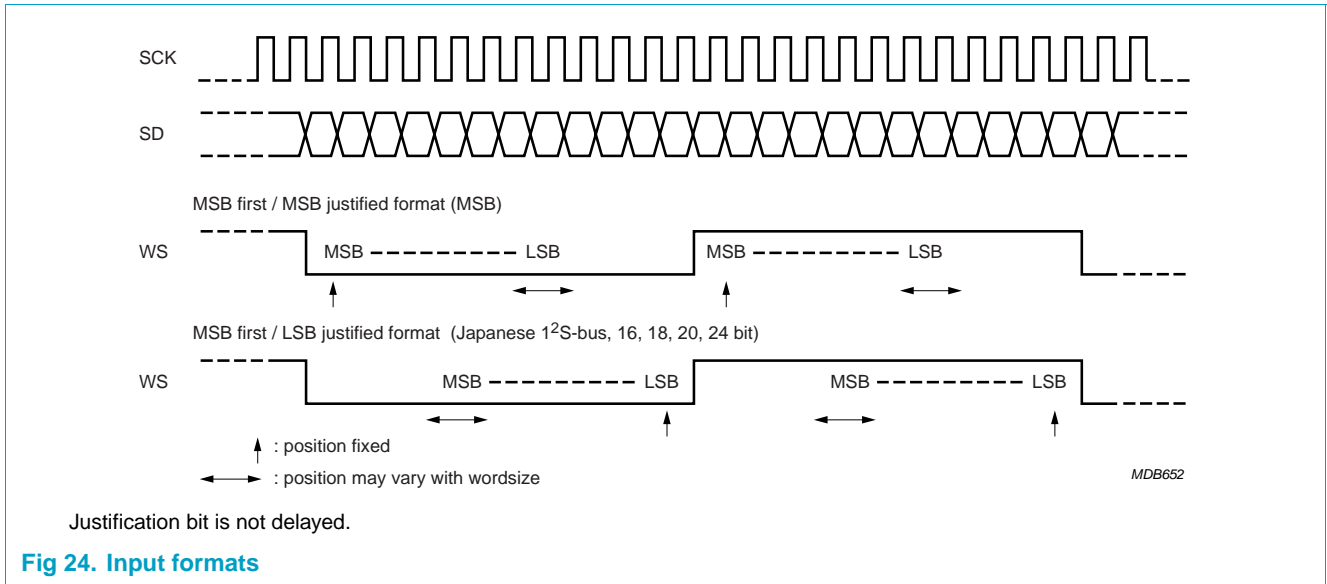 SCK
SD
MSB first / MSB justified format (MSB)
WS MSB LSB MSB LSB
MSB first / LSB justified format (Japanese 1²S-bus, 16, 18, 20, 24 bit)
WS MSB LSB MSB LSB
: position fixed
: position may vary with wordsize
MDB652
Justification bit is not delayed.
Fig 24. Input formats